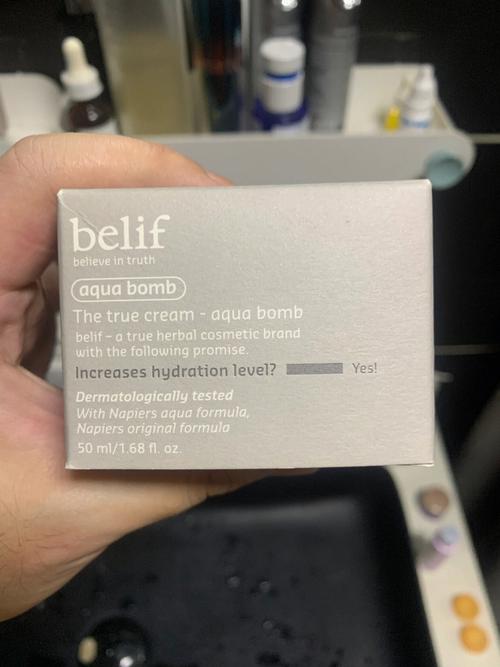 belif
believe in truth
aqua bomb
The true cream - aqua bomb
belif – a true herbal cosmetic brand
with the following promise.
Increases hydration level? Yes!
Dermatologically tested
With Napiers aqua formula,
Napiers original formula
50 ml/1.68 fl. oz.